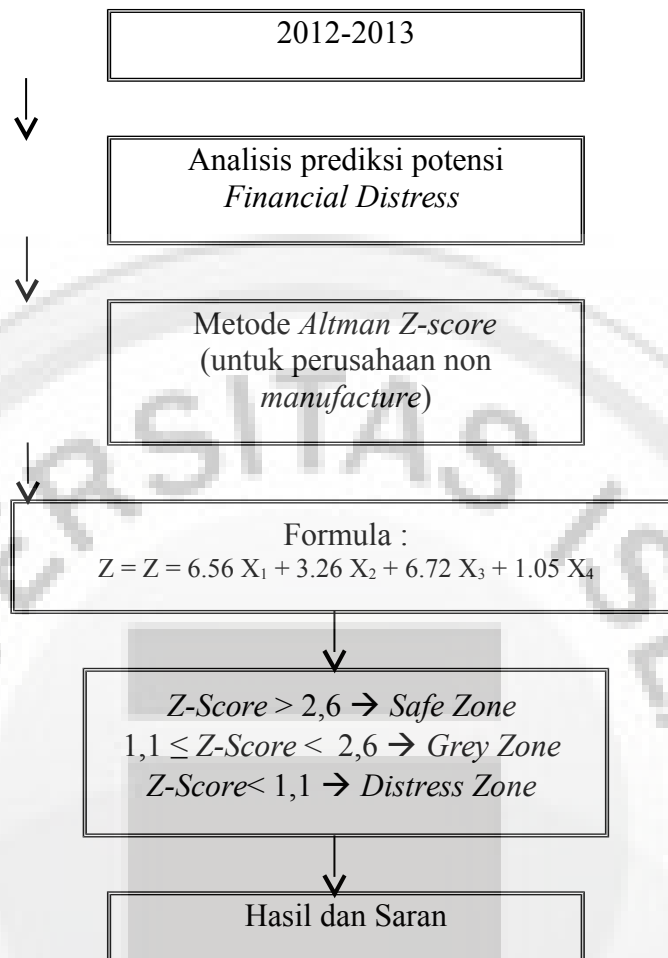 2012-2013
Analisis prediksi potensi
Financial Distress
Metode Altman Z-score
(untuk perusahaan non
manufacture)
Formula :
Z = Z = 6.56 X₁ + 3.26 X₂ + 6.72 X₃ + 1.05 X₄
Z-Score > 2,6 → Safe Zone
1,1 ≤ Z-Score < 2,6 → Grey Zone
Z-Score< 1,1 → Distress Zone
Hasil dan Saran